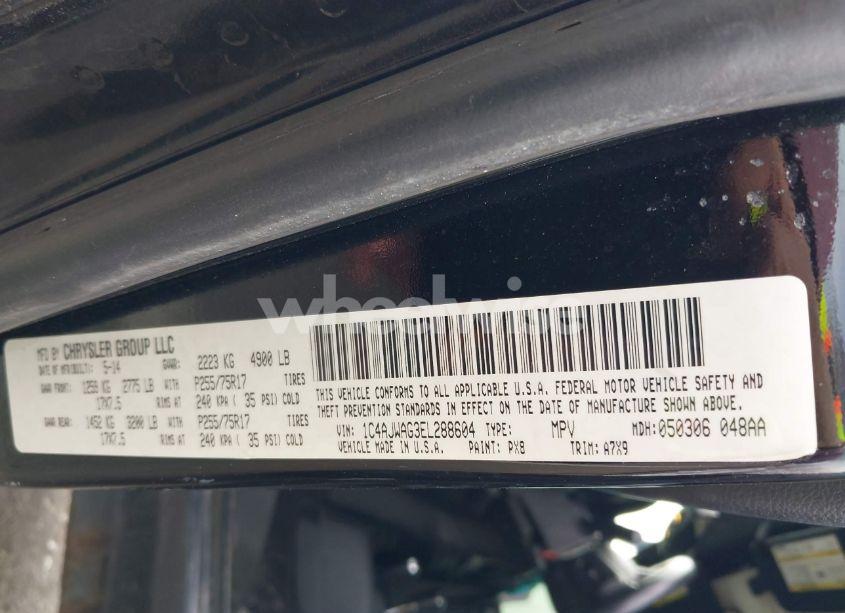 MFD BY CHRYSLER GROUP LLC
DATE OF MFR(BUILT): 5-14 GVWR: 2223 KG 4900 LB
GAWR FRONT: 1259 KG 2775 LB WITH P255/75R17 TIRES
17X7.5 RIMS AT 240 KPA ( 35 PSI) COLD
GAWR REAR: 1452 KG 3200 LB WITH P255/75R17 TIRES
17X7.5 RIMS AT 240 KPA ( 35 PSI) COLD
THIS VEHICLE CONFORMS TO ALL APPLICABLE U.S.A. FEDERAL MOTOR VEHICLE SAFETY AND
THEFT PREVENTION STANDARDS IN EFFECT ON THE DATE OF MANUFACTURE SHOWN ABOVE.
VIN: 1C4AJWAG3EL288604 TYPE: MPV MDH: 050306 048AA
VEHICLE MADE IN U.S.A. PAINT: PX8 TRIM: A7X9
wheelwise